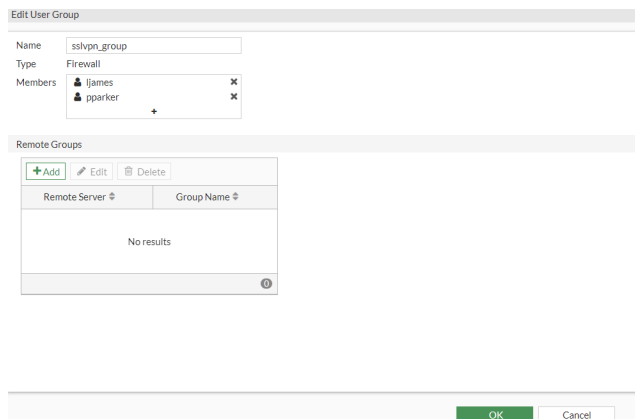 Edit User Group
Name sslvpn_group
Type Firewall
Members ljames
pparker
+
Remote Groups
+Add Edit Delete
Remote Server Group Name
No results
0
OK Cancel